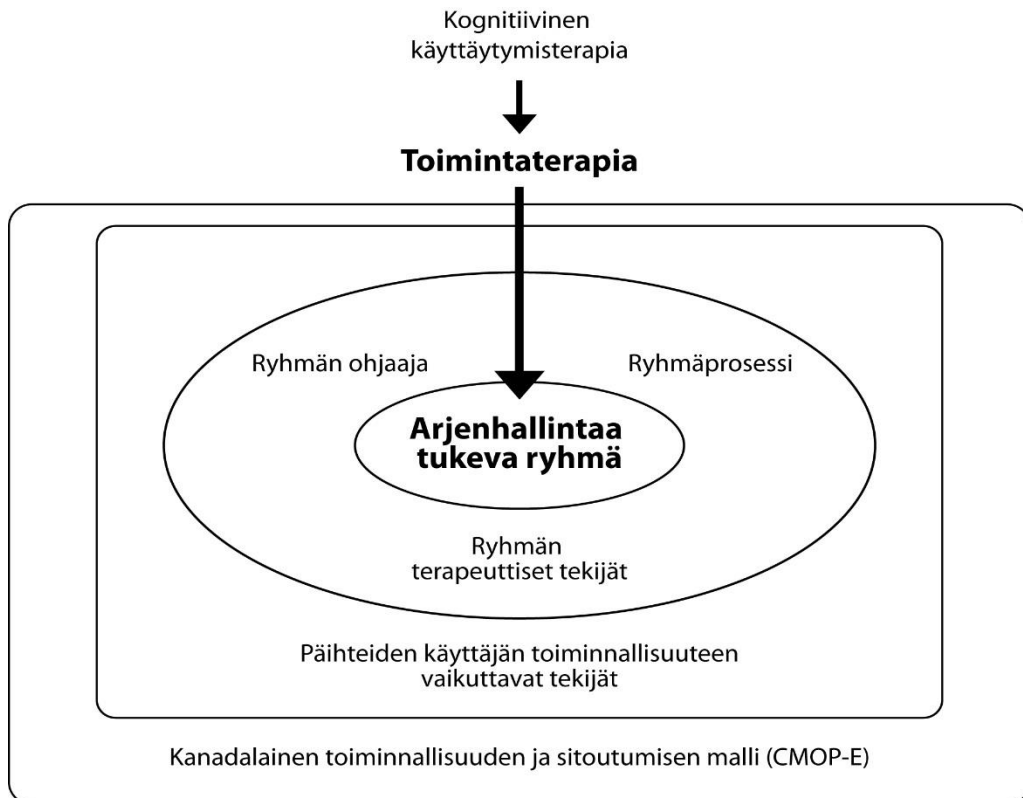 Kognitiivinen
käyttäytymisterapia
Toimintaterapia
Ryhmän ohjaaja
Ryhmäprosessi
Arjenhallintaa
tukeva ryhmä
Ryhmän
terapeuttiset tekijät
Päihteiden käyttäjän toiminnallisuuteen
vaikuttavat tekijät
Kanadalainen toiminnallisuuden ja sitoutumisen malli (CMOP-E)